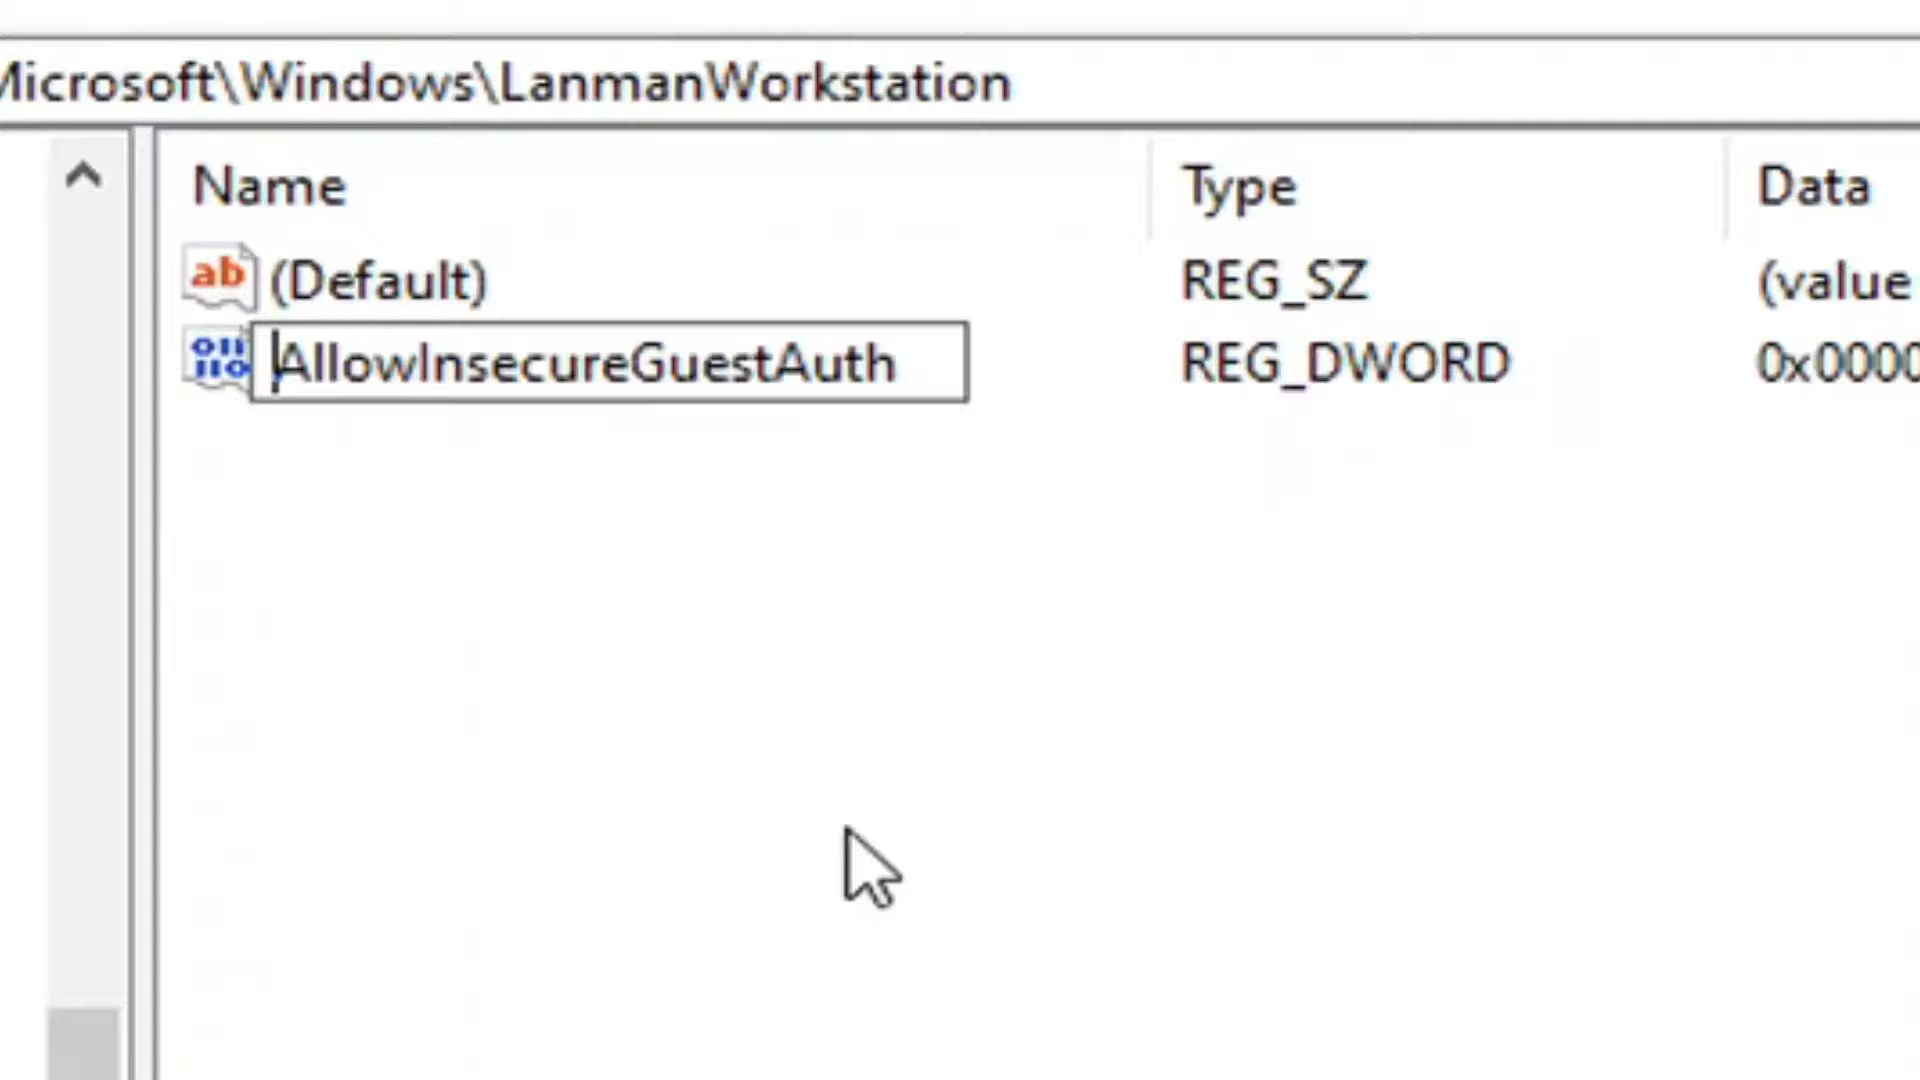 Microsoft\Windows\LanmanWorkstation
Name Type Data
ab (Default) REG_SZ (value
AllowInsecureGuestAuth REG_DWORD 0x0000